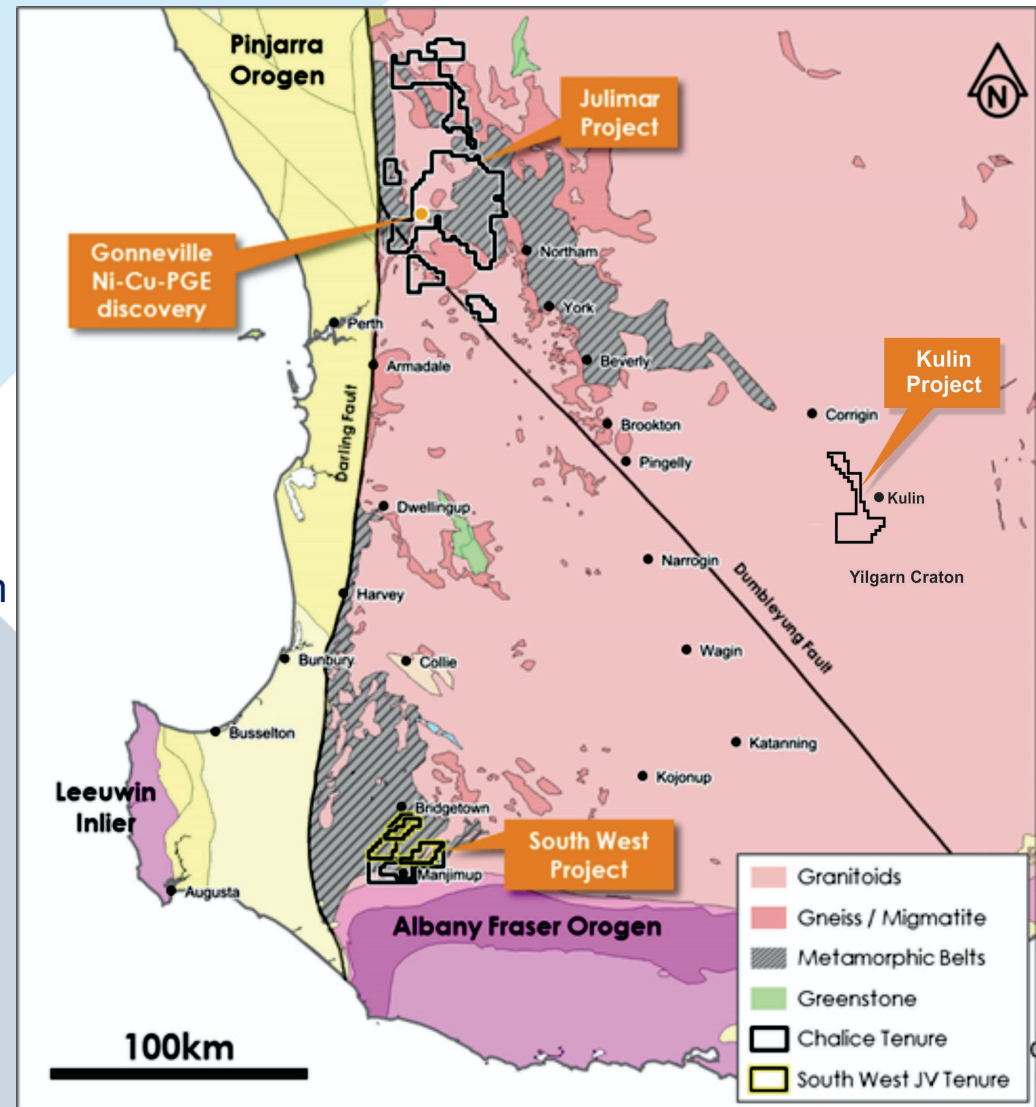 Pinjarra
Orogen
Julimar
Project
N
Gonneville
Ni-Cu-PGE
discovery
Northam
York
Perth
Armadale
Beverly
Kulin
Project
Corrigin
Darling Fault
Brookton
Pingelly
Kulin
Dwellingup
Narrogin
Yilgarn Craton
Dumbleyung Fault
Harvey
Bunbury
Collie
Wagin
Busselton
Katanning
Kojonup
Leeuwin
Inlier
Bridgetown
South West
Project
Manjimup
Augusta
Albany Fraser Orogen
Granitoids
Gneiss / Migmatite
Metamorphic Belts
Greenstone
Chalice Tenure
South West JV Tenure
100km